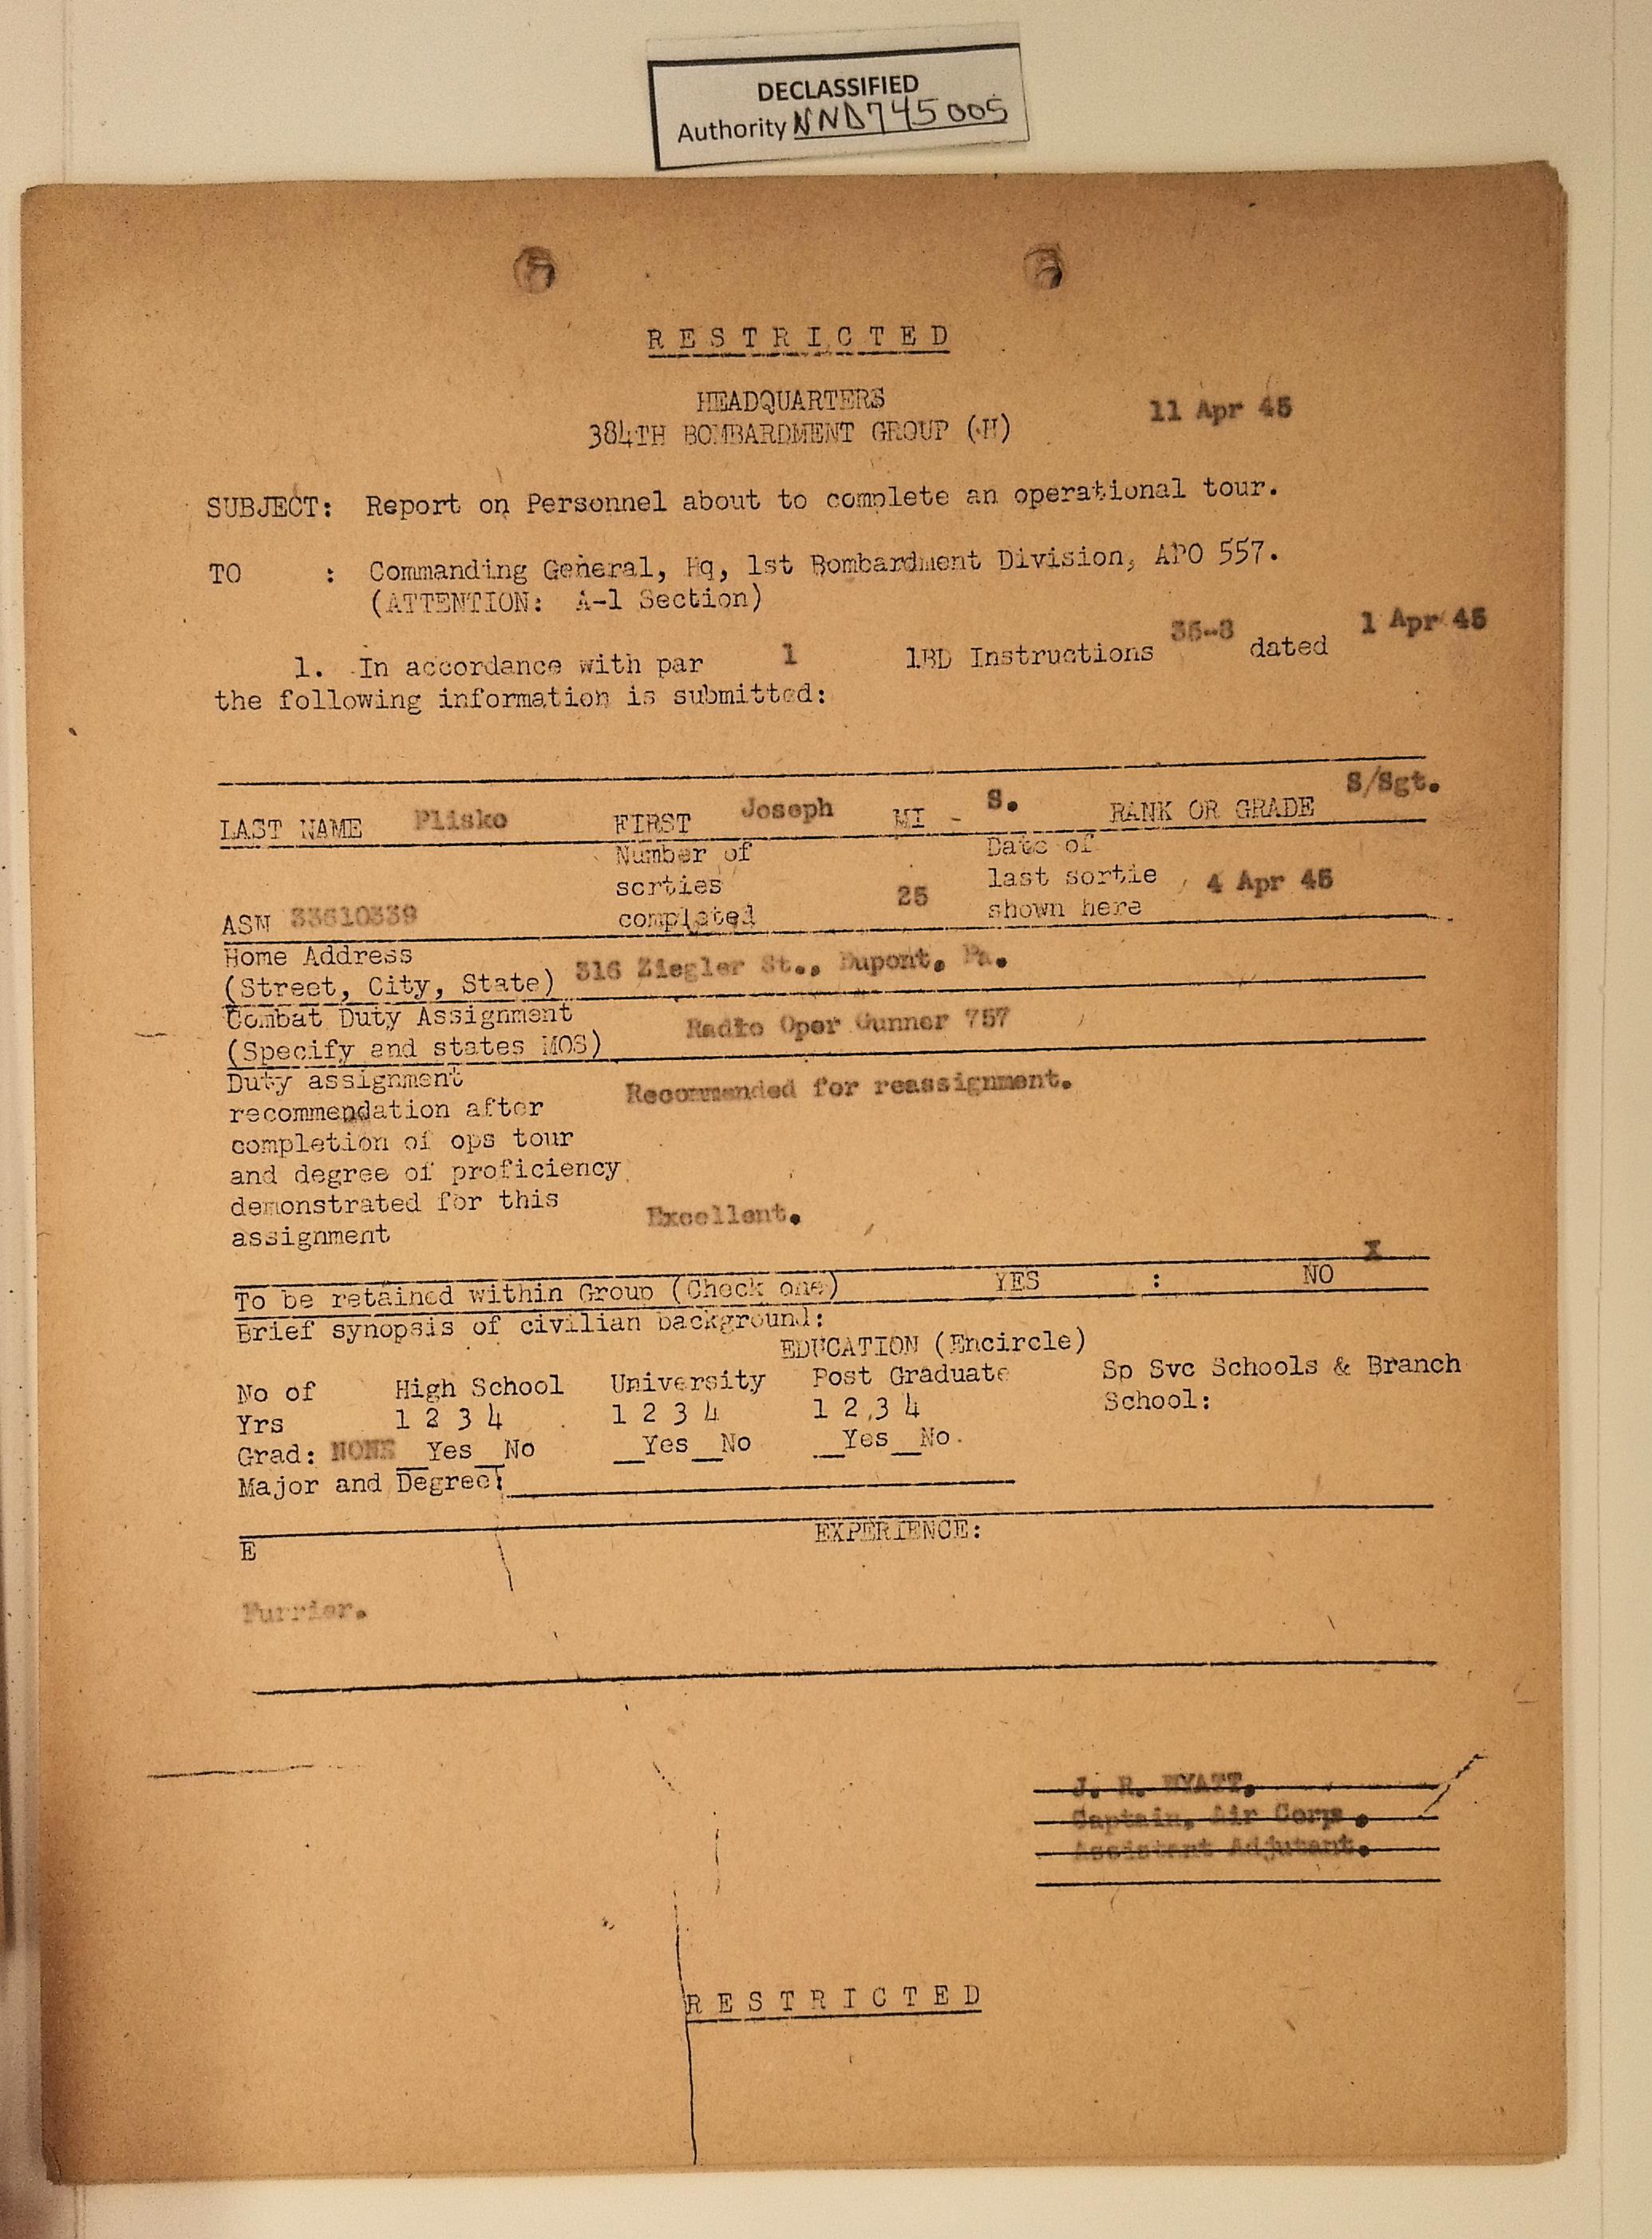 DECLASSIFIED
Authority NND745005
RESTRICTED
HEADQUARTERS
384TH BOMBARDMENT GROUP (H)
11 Apr 45
SUBJECT: Report on Personnel about to complete an operational tour.
TO : Commanding General, Hq, 1st Bombardment Division, APO 557.
(ATTENTION: A-1 Section)
1. In accordance with par 1 1BD Instructions 35-8 dated 1 Apr 45
the following information is submitted:
LAST NAME Plisko FIRST Joseph MI - S. RANK OR GRADE S/Sgt.
ASN 33610339 Number of sorties completed 25 Date of last sortie shown here 4 Apr 45
Home Address
(Street, City, State) 316 Ziegler St., Dupont, Pa.
Combat Duty Assignment
(Specify and states MOS) Radio Oper Gunner 757
Duty assignment Recommended for reassignment.
recommendation after
completion of ops tour
and degree of proficiency
demonstrated for this Excellent.
assignment
To be retained within Group (Check one) YES : NO X
Brief synopsis of civilian background:
EDUCATION (Encircle)
No of High School University Post Graduate Sp Svc Schools & Branch
Yrs 1 2 3 4 1 2 3 4 1 2 3 4 School:
Grad: NONE __Yes__No __Yes__No __Yes__No.
Major and Degree:
E EXPERIENCE:
Furrier.
J. R. WYATT,
Captain, Air Corps.
Assistant Adjutant.
RESTRICTED